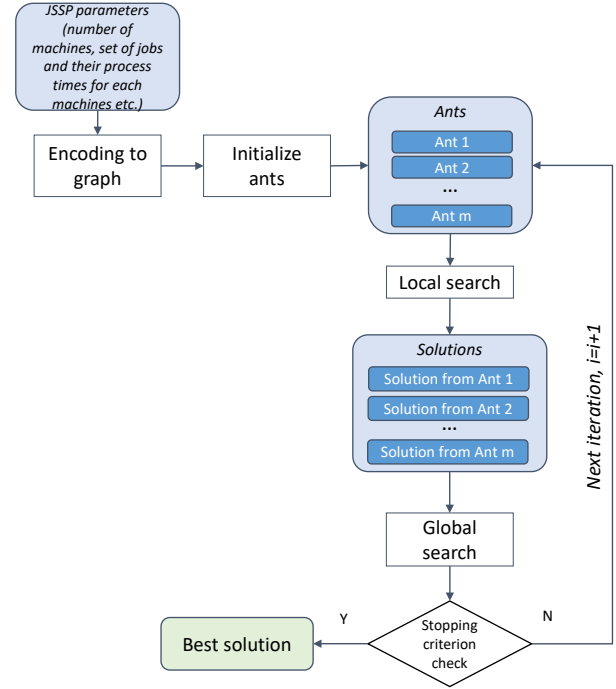 JSSP parameters
(number of
machines, set of jobs
and their process
times for each
machines etc.)
Encoding to
graph
Initialize
ants
Ants
Ant 1
Ant 2
...
Ant m
Local search
Solutions
Solution from Ant 1
Solution from Ant 2
...
Solution from Ant m
Next iteration, i=i+1
Global
search
Stopping
criterion
check
Y
N
Best solution